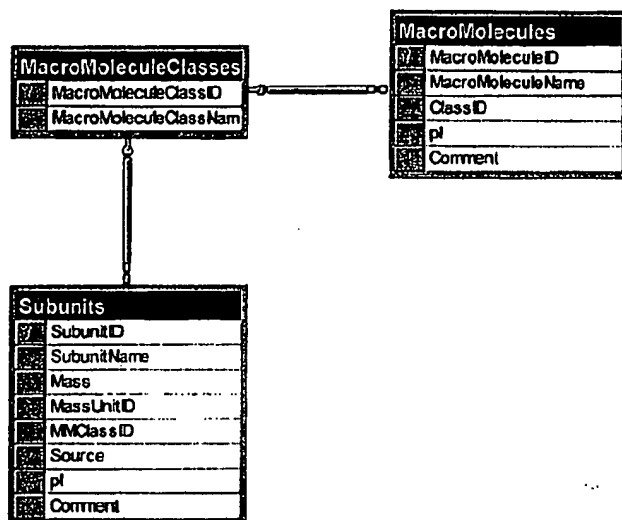 MacroMoleculeClasses
MacroMoleculeClassID
MacroMoleculeClassNam
MacroMolecules
MacroMoleculeID
MacroMoleculeName
ClassID
pI
Comment
Subunits
SubunitID
SubunitName
Mass
MassUnitID
MMClassID
Source
pI
Comment